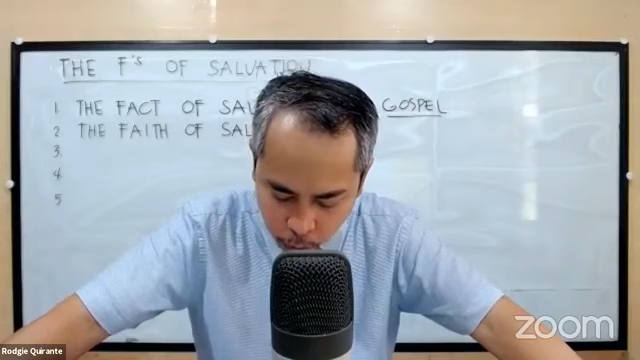 THE F'S OF SALVATION
1 THE FACT OF SAL GOSPEL
2 THE FAITH OF SAL
3.
4.
5
Rodgie Quirante
zoom